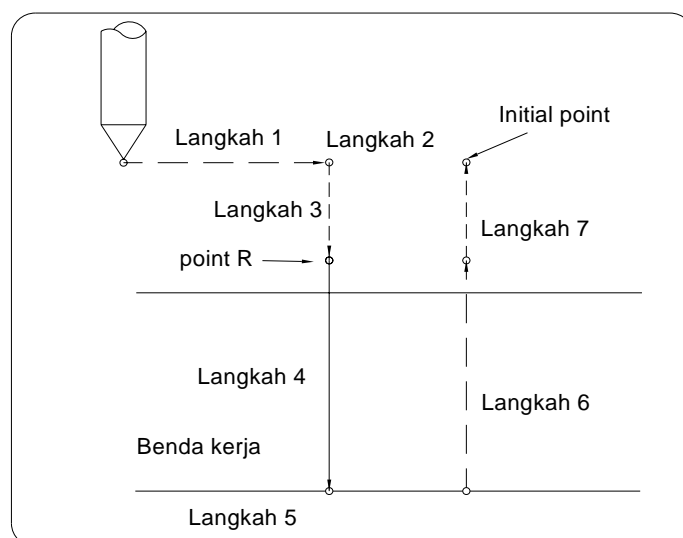 Initial point
Langkah 1
Langkah 2
Langkah 3
Langkah 7
point R
Langkah 4
Langkah 6
Benda kerja
Langkah 5